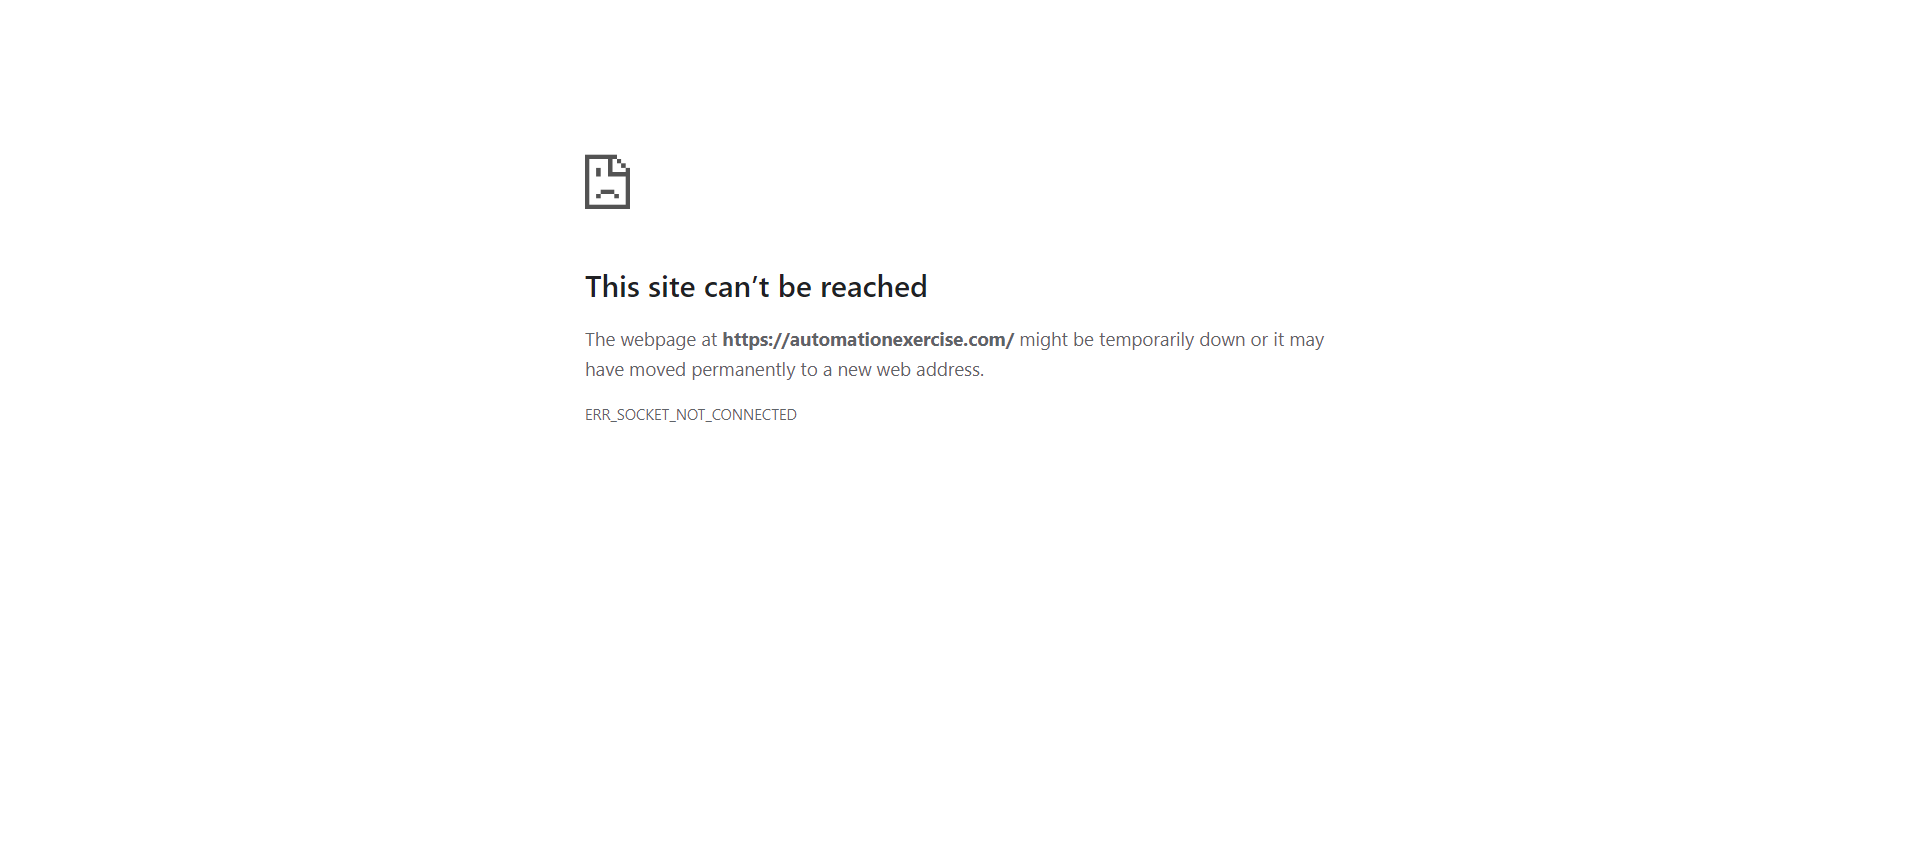 This site can’t be reached
The webpage at https://automationexercise.com/ might be temporarily down or it may
have moved permanently to a new web address.
ERR_SOCKET_NOT_CONNECTED